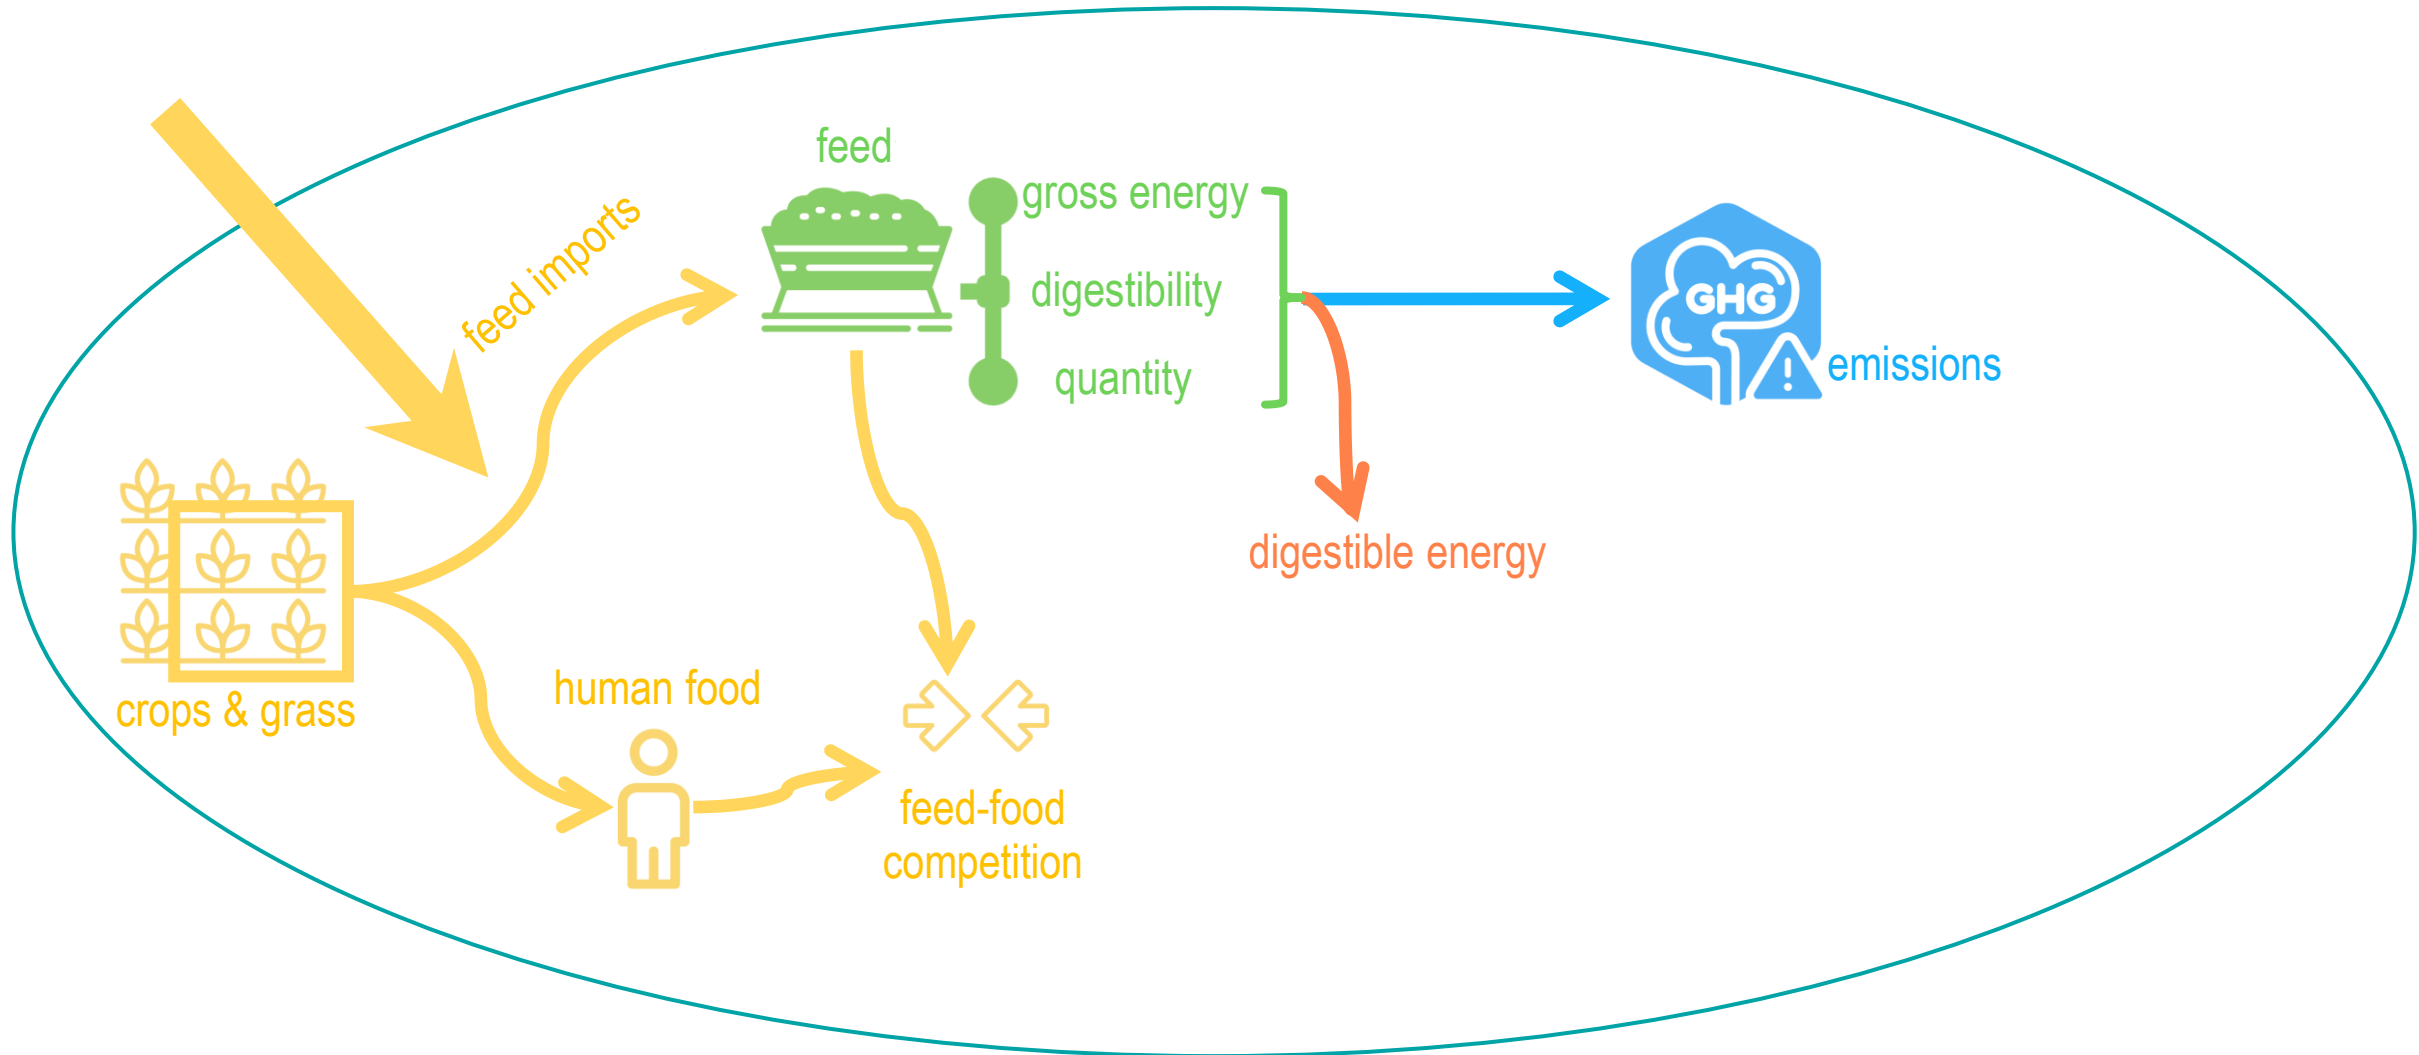 feed
gross energy
feed imports
digestibility
GHG
quantity
emissions
digestible energy
human food
crops & grass
feed-food
competition